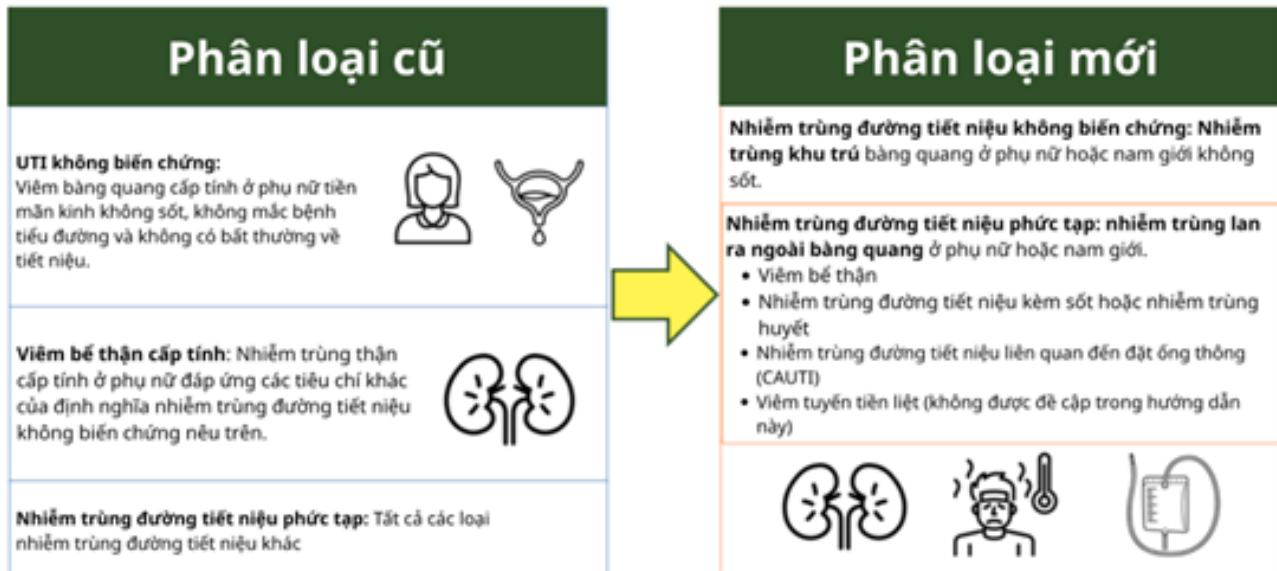 Phân loại cũ
UTI không biến chứng:
Viêm bàng quang cấp tính ở phụ nữ tiền
mãn kinh không sốt, không mắc bệnh
tiểu đường và không có bất thường về
tiết niệu.
Viêm bể thận cấp tính: Nhiễm trùng thận
cấp tính ở phụ nữ đáp ứng các tiêu chí khác
của định nghĩa nhiễm trùng đường tiết niệu
không biến chứng nêu trên.
Nhiễm trùng đường tiết niệu phức tạp: Tất cả các loại
nhiễm trùng đường tiết niệu khác
Phân loại mới
Nhiễm trùng đường tiết niệu không biến chứng: Nhiễm
trùng khu trú bàng quang ở phụ nữ hoặc nam giới không
sốt.
Nhiễm trùng đường tiết niệu phức tạp: nhiễm trùng lan
ra ngoài bàng quang ở phụ nữ hoặc nam giới.
• Viêm bể thận
• Nhiễm trùng đường tiết niệu kèm sốt hoặc nhiễm trùng
huyết
• Nhiễm trùng đường tiết niệu liên quan đến đặt ống thông
(CAUTI)
• Viêm tuyến tiền liệt (không được đề cập trong hướng dẫn
này)